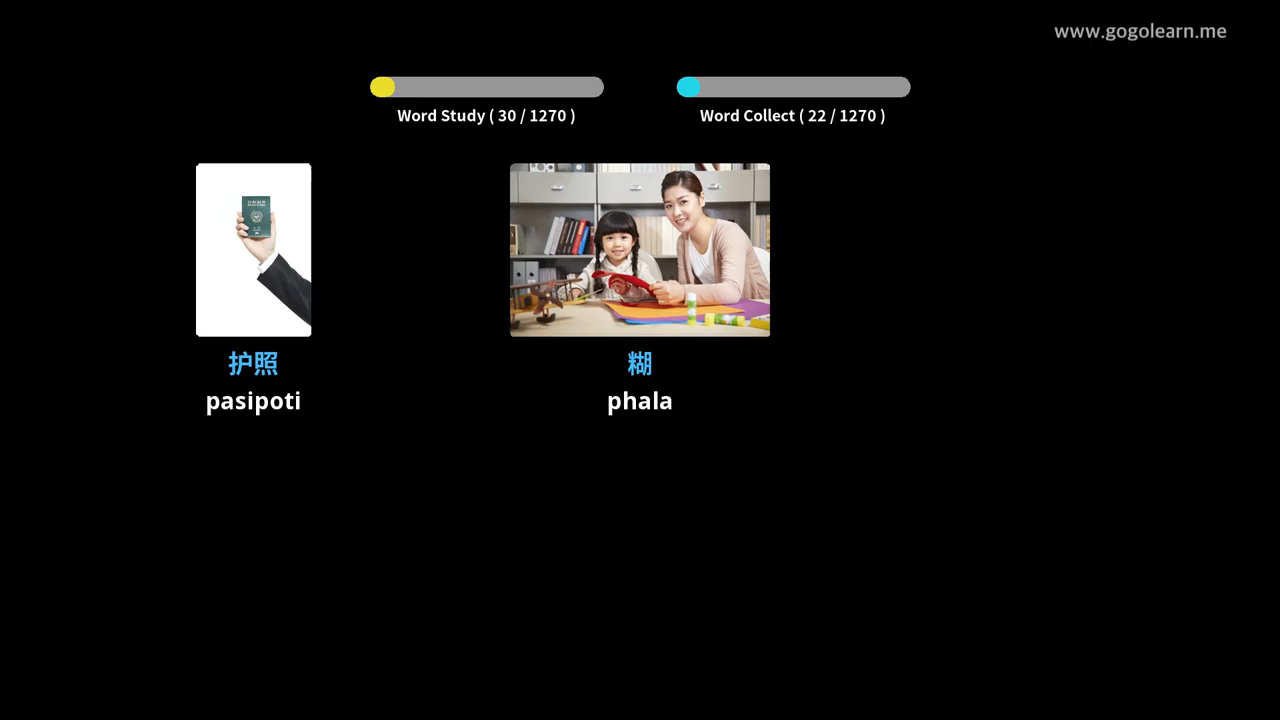 www.gogolearn.me
Word Study ( 30 / 1270 )
Word Collect ( 22 / 1270 )
护照
pasipoti
糊
phala